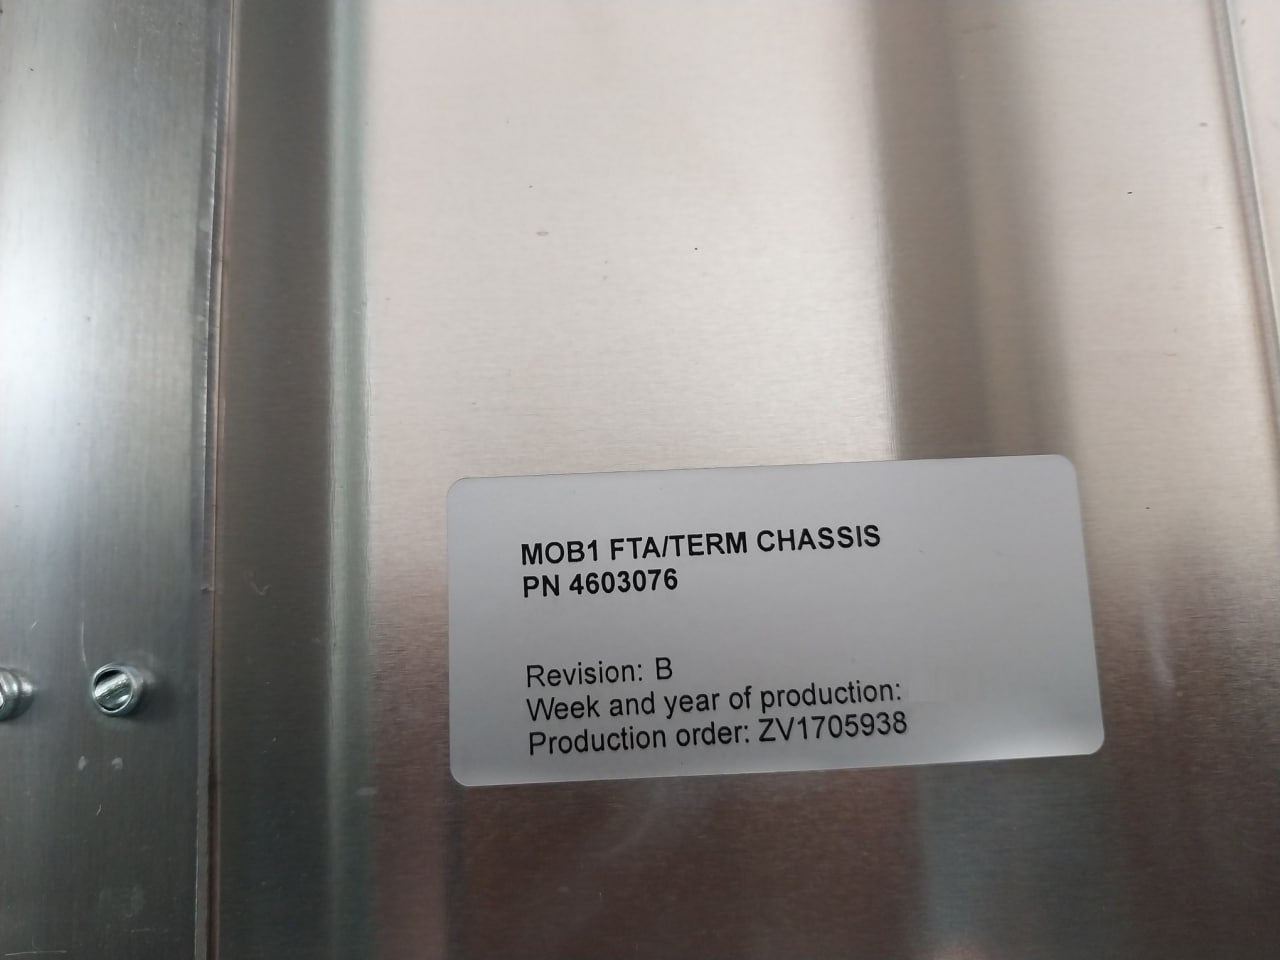 MOB1 FTA/TERM CHASSIS
PN 4603076
Revision: B
Week and year of production:
Production order: ZV1705938